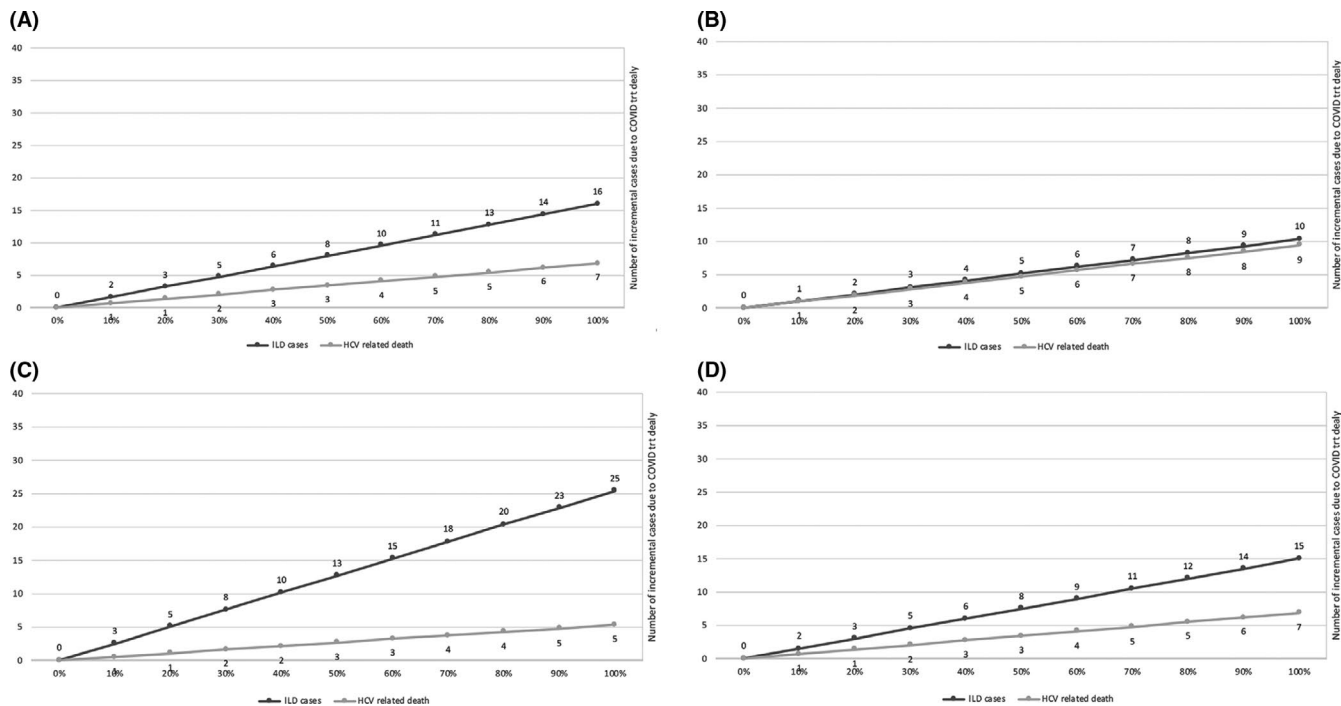 (A)
40
35
30
25
20
15
10
5
0
0 2 3 5 6 8 10 11 13 14 16
1 1 2 3 3 4 5 5 6 7
0% 10% 20% 30% 40% 50% 60% 70% 80% 90% 100%
Number of incremental cases due to COVID trt dealy
ILD cases HCV related death
(B)
40
35
30
25
20
15
10
5
0
0 1 2 3 4 5 6 7 8 9 10
1 2 3 4 5 6 7 8 8 9
0% 10% 20% 30% 40% 50% 60% 70% 80% 90% 100%
Number of incremental cases due to COVID trt dealy
ILD cases HCV related death
(C)
40
35
30
25
20
15
10
5
0
0 3 5 8 10 13 15 18 20 23 25
1 1 2 2 3 3 4 4 5 5
0% 10% 20% 30% 40% 50% 60% 70% 80% 90% 100%
Number of incremental cases due to COVID trt dealy
ILD cases HCV related death
(D)
40
35
30
25
20
15
10
5
0
0 2 3 5 6 8 9 11 12 14 15
1 1 2 3 3 4 5 5 6 7
0% 10% 20% 30% 40% 50% 60% 70% 80% 90% 100%
Number of incremental cases due to COVID trt dealy
ILD cases HCV related death